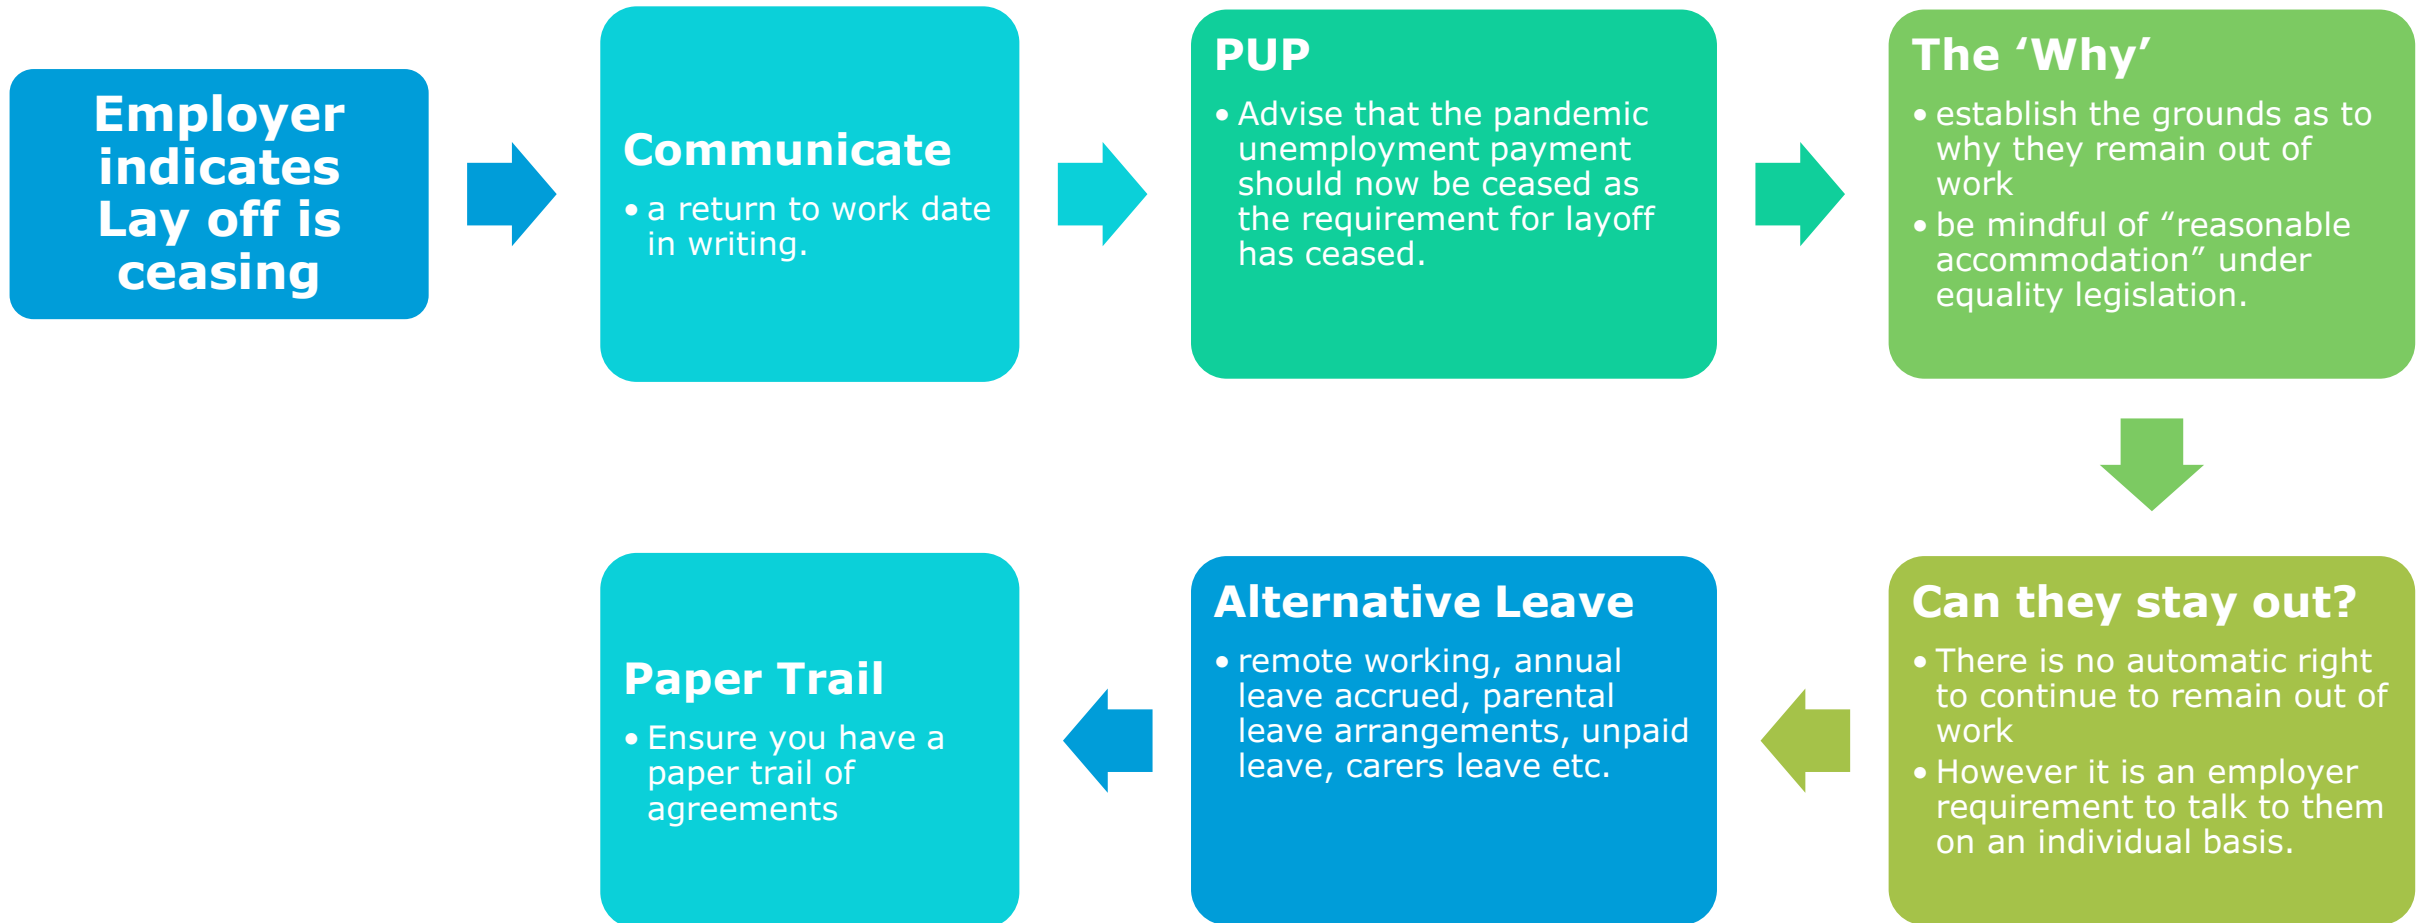 Employer
indicates
Lay off is
ceasing
Communicate
• a return to work date
in writing.
PUP
• Advise that the pandemic
unemployment payment
should now be ceased as
the requirement for layoff
has ceased.
The ‘Why’
• establish the grounds as to
why they remain out of
work
• be mindful of “reasonable
accommodation” under
equality legislation.
Can they stay out?
• There is no automatic right
to continue to remain out of
work
• However it is an employer
requirement to talk to them
on an individual basis.
Alternative Leave
• remote working, annual
leave accrued, parental
leave arrangements, unpaid
leave, carers leave etc.
Paper Trail
• Ensure you have a
paper trail of
agreements